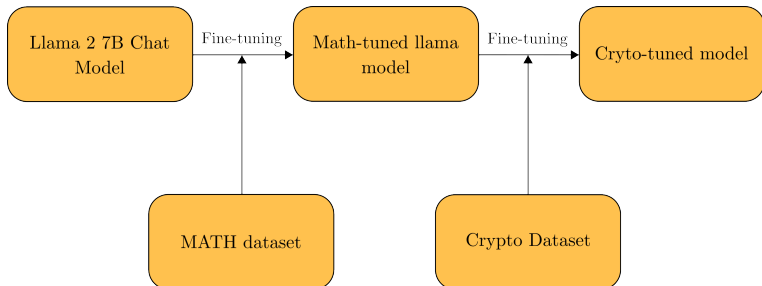 Llama 2 7B Chat
Model
Fine-tuning
Math-tuned llama
model
Fine-tuning
Cryto-tuned model
MATH dataset
Crypto Dataset